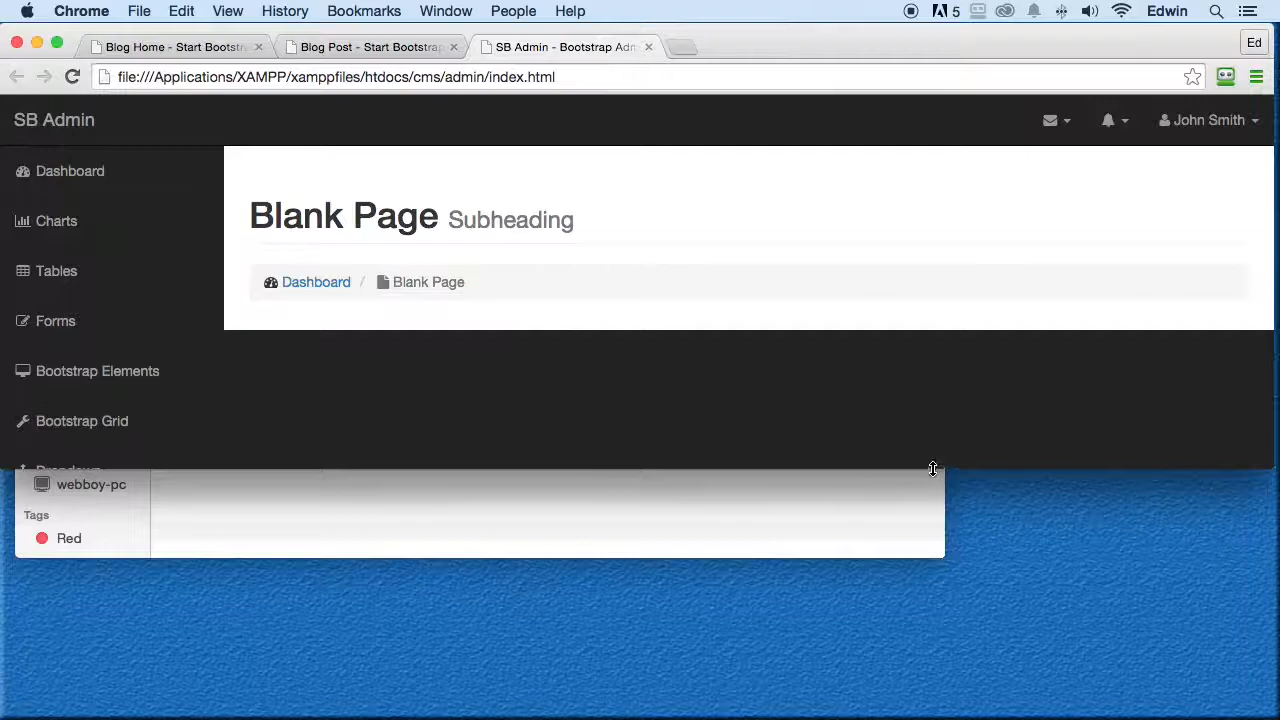 Chrome File Edit View History Bookmarks Window People Help 5 Edwin
Blog Home - Start Bootstr Blog Post - Start Bootstrap SB Admin - Bootstrap Adm Ed
file:///Applications/XAMPP/xamppfiles/htdocs/cms/admin/index.html
SB Admin John Smith
Dashboard
Charts
Tables
Forms
Bootstrap Elements
Bootstrap Grid
Blank Page Subheading
Dashboard / Blank Page
webboy-pc
Tags
Red